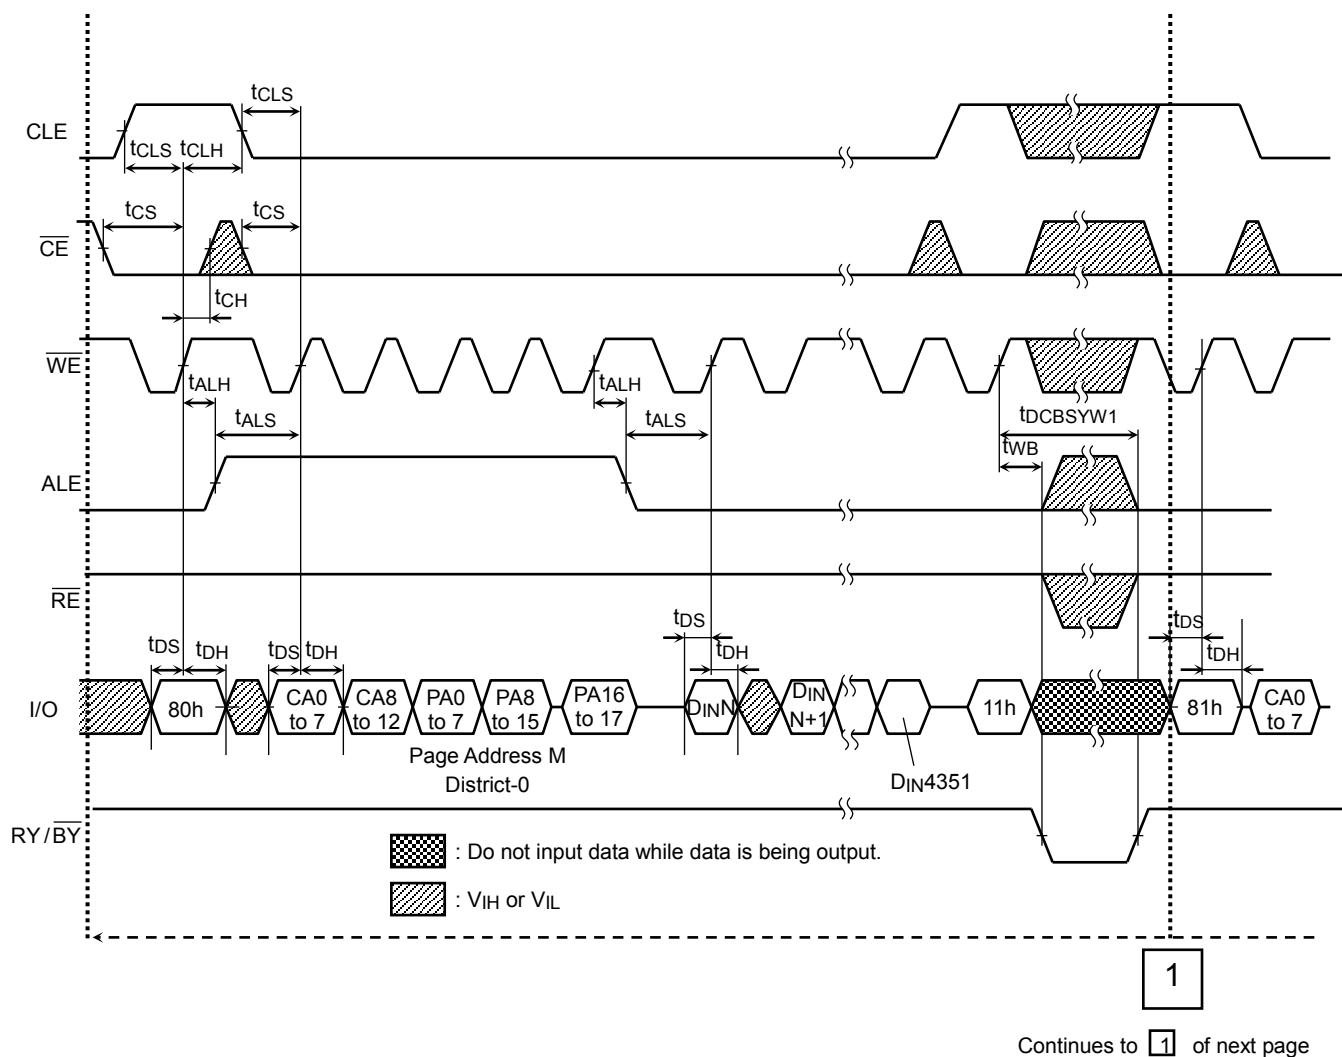 tCLS
CLE
tCLS tCLH
tCS tCS
CE
tCH
WE
tALH tALH
tALS tALS tDCBSYW1
tWB
ALE
RE
tDS tDH tDS tDH tDS tDH tDS tDH
I/O
80h
CA0 to 7
CA8 to 12
PA0 to 7
PA8 to 15
PA16 to 17
DINN
DIN N+1
11h
81h
CA0 to 7
Page Address M
District-0
DIN4351
RY/BY
: Do not input data while data is being output.
: VIH or VIL
1
Continues to 1 of next page